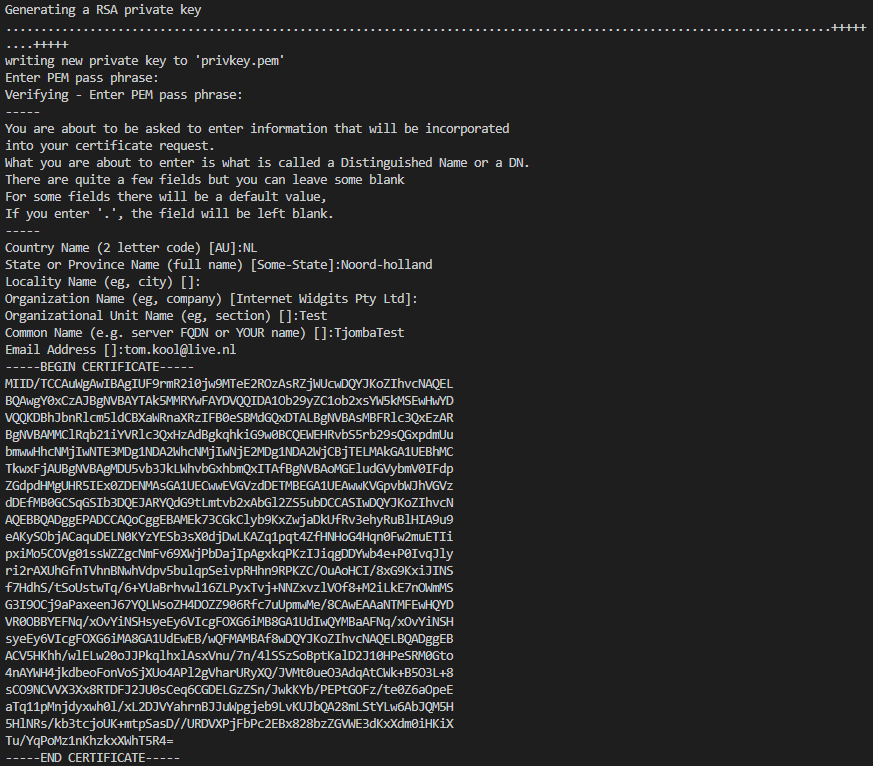 Generating a RSA private key
......................................................................................................................+++++
....+++++
writing new private key to 'privkey.pem'
Enter PEM pass phrase:
Verifying - Enter PEM pass phrase:
-----
You are about to be asked to enter information that will be incorporated
into your certificate request.
What you are about to enter is what is called a Distinguished Name or a DN.
There are quite a few fields but you can leave some blank
For some fields there will be a default value,
If you enter '.', the field will be left blank.
-----
Country Name (2 letter code) [AU]:NL
State or Province Name (full name) [Some-State]:Noord-holland
Locality Name (eg, city) []:
Organization Name (eg, company) [Internet Widgits Pty Ltd]:
Organizational Unit Name (eg, section) []:Test
Common Name (e.g. server FQDN or YOUR name) []:TjombaTest
Email Address []:tom.kool@live.nl
-----BEGIN CERTIFICATE-----
MIID/TCCAuWgAwIBAgIUF9rmR2i0jw9MTeE2ROzAsRZjWUcwDQYJKoZIhvcNAQEL
BQAwgY0xCzAJBgNVBAYTAk5MMRYwFAYDVQQIDA1Ob29yZC1ob2xsYW5kMSEwHwYD
VQQKDBhJbnRlcm5ldCBXaWRnaXRzIFB0eSBMdGQxDTALBgNVBAsMBFRlc3QxEzAR
BgNVBAMMClRqb21iYVRlc3QxHzAdBgkqhkiG9w0BCQEWEHRvbS5rb29sQGxpdmUu
bmwwHhcNMjIwNTE3MDg1NDA2WhcNMjIwNjE2MDg1NDA2WjCBjTELMAkGA1UEBhMC
TkwxFjAUBgNVBAgMDU5vb3JkLWhvbGxhbmQxITAfBgNVBAoMGEludGVybmV0IFdp
ZGdpdHMgUHR5IEx0ZDENMAsGA1UECwwEVGVzdDETMBEGA1UEAwwKVGpvbWJhVGVz
dDEfMB0GCSqGSIb3DQEJARYQdG9tLmtvb2xAbGl2ZS5ubDCCASIwDQYJKoZIhvcN
AQEBBQADggEPADCCAQoCggEBAMEk73CGkClyb9KxZwjaDkUfRv3ehyRuBlHIA9u9
eAKySObjACaquDELN0KYzYESb3sX0djDwLKAZq1pqt4ZfHNHoG4Hqn0Fw2muETIi
pxiMo5COVg01ssWZZgcNmFv69XWjPbDajIpAgxkqPKzIJiqgDDYwb4e+P0IvqJly
ri2rAXUhGfnTVhnBNwhVdpv5bulqpSeivpRHhn9RPKZC/OuAoHCI/8xG9KxiJINS
f7HdhS/tSoUstwTq/6+YUaBrhvwl16ZLPyxTvj+NNZxvzlVOf8+M2iLkE7nOWmMS
G3I9OCj9aPaxeenJ67YQLWsoZH4DOZZ906Rfc7uUpmwMe/8CAwEAAaNTMFEwHQYD
VR0OBBYEFNq/xOvYiNSHsyeEy6VIcgFOXG6iMB8GA1UdIwQYMBaAFNq/xOvYiNSH
syeEy6VIcgFOXG6iMA8GA1UdEwEB/wQFMAMBAf8wDQYJKoZIhvcNAQELBQADggEB
ACV5HKhh/wlELw20oJJPkqlhxlAsxVnu/7n/4lSSzSoBptKalD2J10HPeSRM0Gto
4nAYWH4jkdbeoFonVoSjXUo4APl2gVharURyXQ/JVMt0ueO3AdqAtCWk+B5O3L+8
sCO9NCVVX3Xx8RTDFJ2JU0sCeq6CGDELGzZSn/JwkKYb/PEPtGOFz/te0Z6aOpeE
aTq11pMnjdyxwh0l/xL2DJVYahrnBJJuWpgjeb9LvKUJbQA28mLStYLw6AbJQM5H
5HlNRs/kb3tcjoUK+mtpSasD//URDVXPjFbPc2EBx828bzZGVWE3dKxXdm0iHKiX
Tu/YqPoMz1nKhzkxXWhT5R4=
-----END CERTIFICATE-----